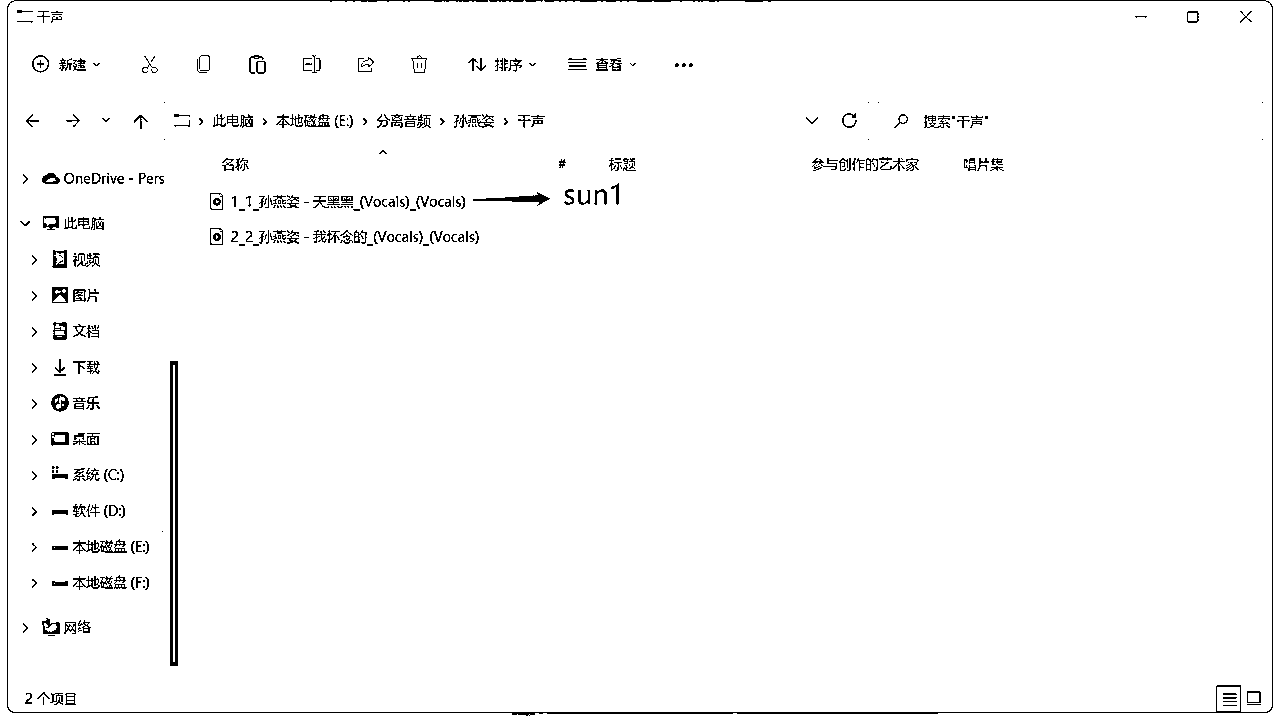 干声
新建
排序
查看
此电脑 > 本地磁盘 (E:) > 分离音频 > 孙燕姿 > 干声
搜索"干声"
名称
#
标题
参与创作的艺术家
唱片集
1_1_孙燕姿 - 天黑黑_(Vocals)_(Vocals)
sun1
2_2_孙燕姿 - 我怀念的_(Vocals)_(Vocals)
OneDrive - Pers
此电脑
视频
图片
文档
下载
音乐
桌面
系统 (C:)
软件 (D:)
本地磁盘 (E:)
本地磁盘 (F:)
网络
2 个项目